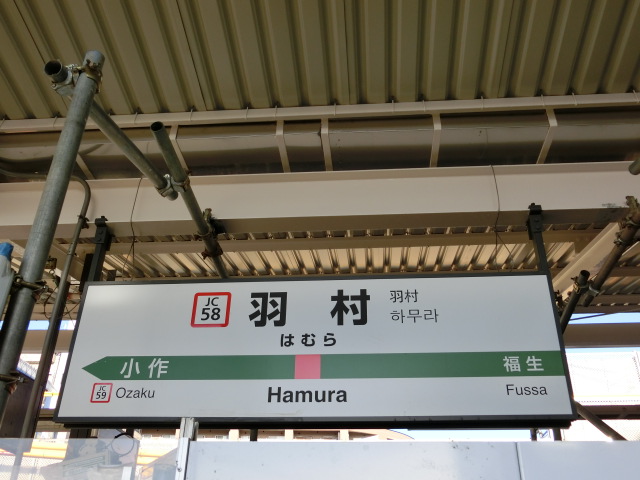 JC
58
羽村
羽村
하무라
はむら
小作
福生
JC
59
Ozaku
Hamura
Fussa